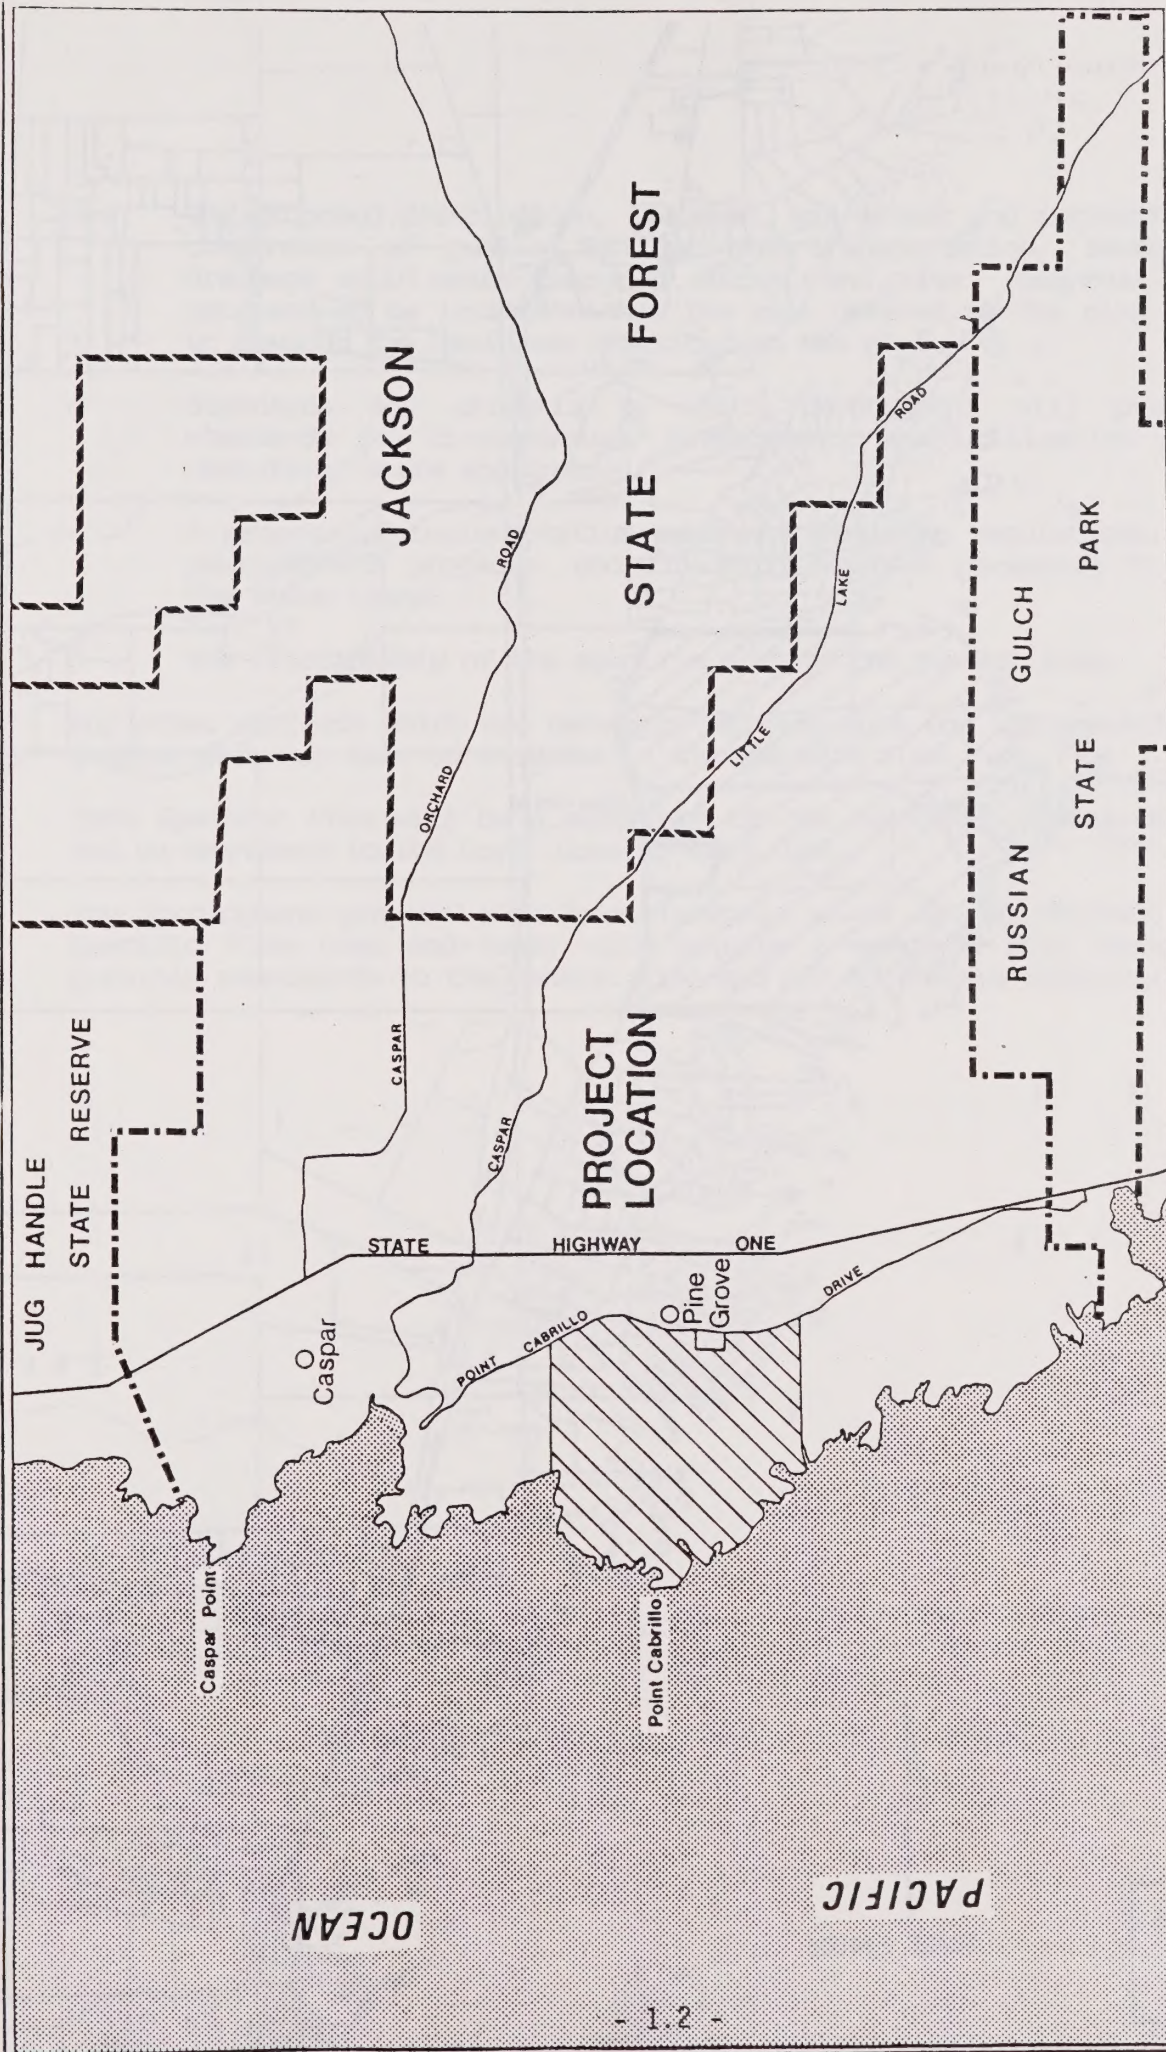 JUG HANDLE
STATE RESERVE
JACKSON
STATE FOREST
CASPAR ORCHARD ROAD
CASPAR LITTLE LAKE ROAD
PROJECT
LOCATION
RUSSIAN GULCH
STATE PARK
STATE HIGHWAY ONE
Caspar
POINT CABRILLO DRIVE
Pine
Grove
Caspar Point
Point Cabrillo
PACIFIC
OCEAN
- 1.2 -